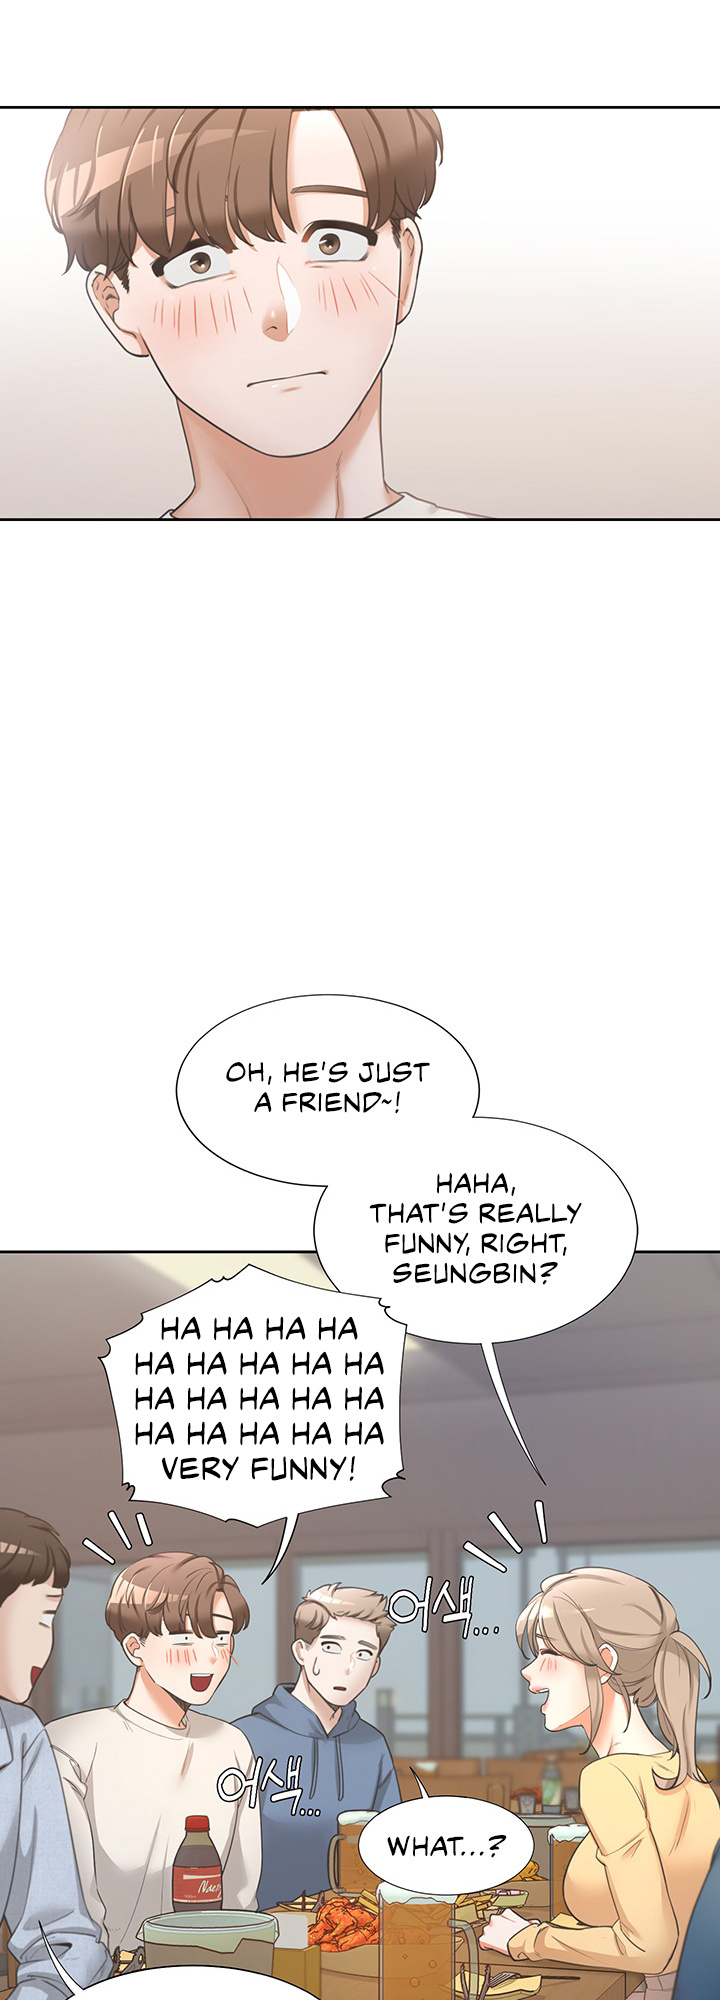 OH, HE'S JUST
A FRIEND~!
HAHA,
THAT'S REALLY
FUNNY, RIGHT,
SEUNGBIN?
HA HA HA HA
HA HA HA HA HA
HA HA HA HA HA
HA HA HA HA HA
VERY FUNNY!
어색...
어색...
WHAT...?